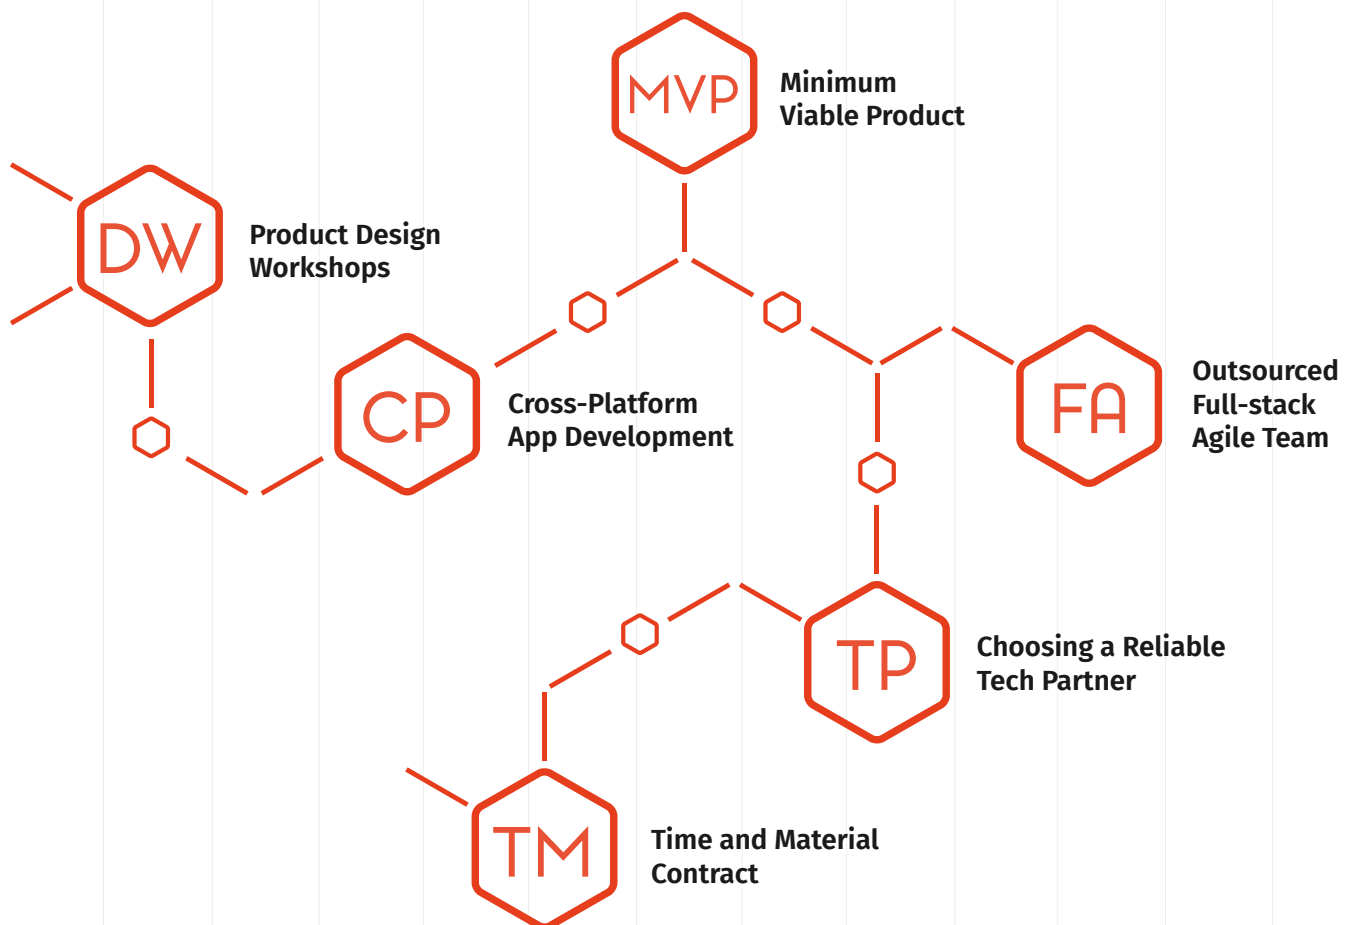 MVP
Minimum
Viable Product
DW
Product Design
Workshops
CP
Cross-Platform
App Development
FA
Outsourced
Full-stack
Agile Team
TP
Choosing a Reliable
Tech Partner
TM
Time and Material
Contract